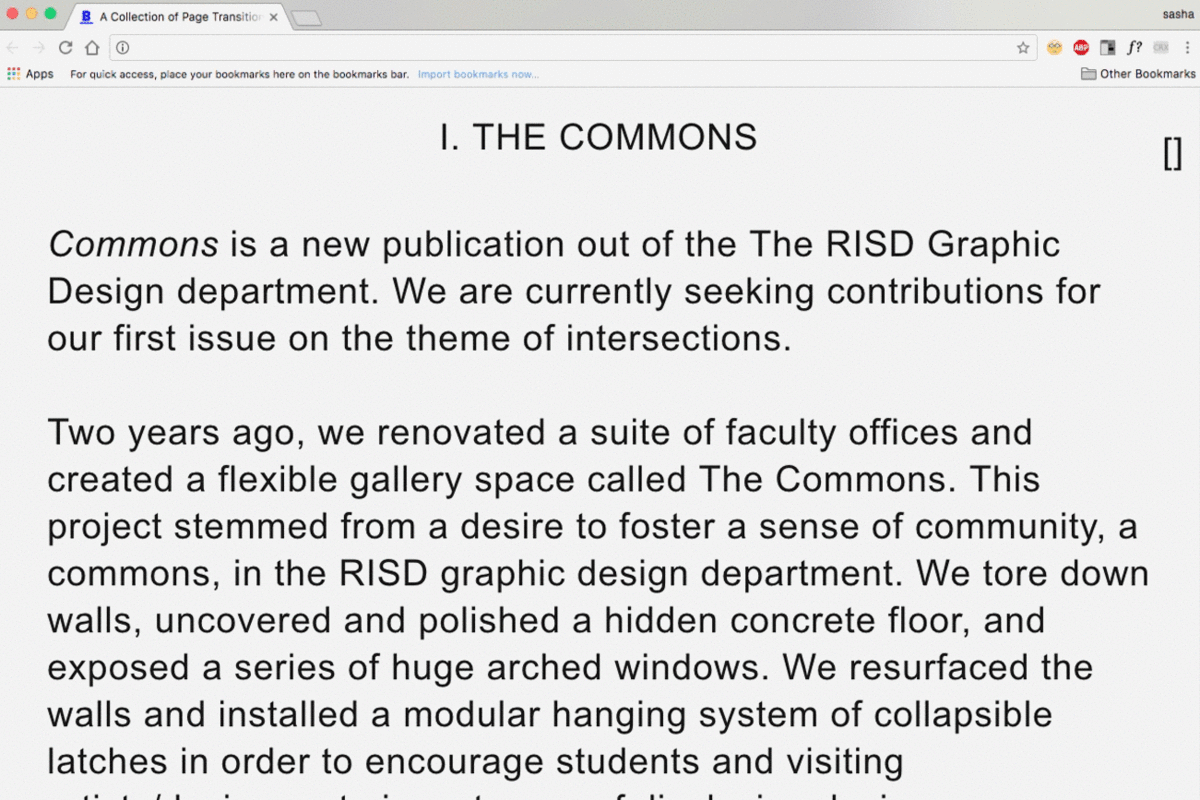 A Collection of Page Transition
sasha
ABP
f?
Apps
For quick access, place your bookmarks here on the bookmarks bar. Import bookmarks now...
Other Bookmarks
I. THE COMMONS
[]
Commons is a new publication out of the The RISD Graphic
Design department. We are currently seeking contributions for
our first issue on the theme of intersections.
Two years ago, we renovated a suite of faculty offices and
created a flexible gallery space called The Commons. This
project stemmed from a desire to foster a sense of community, a
commons, in the RISD graphic design department. We tore down
walls, uncovered and polished a hidden concrete floor, and
exposed a series of huge arched windows. We resurfaced the
walls and installed a modular hanging system of collapsible
latches in order to encourage students and visiting